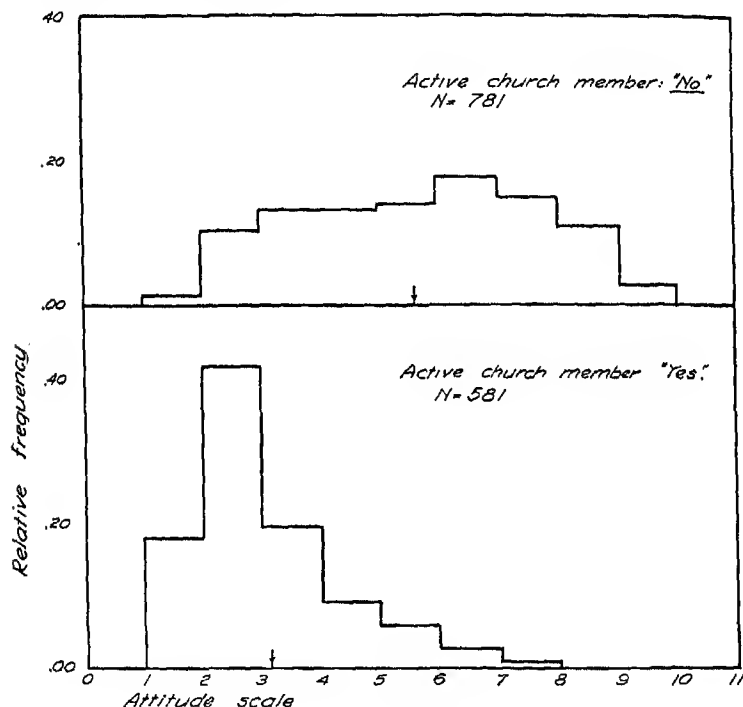 .40
Active church member: "No"
N= 781
.20
.00
Active church member "Yes".
N= 581
.40
.20
.00
Relative frequency
0 1 2 3 4 5 6 7 8 9 10 11
Attitude scale